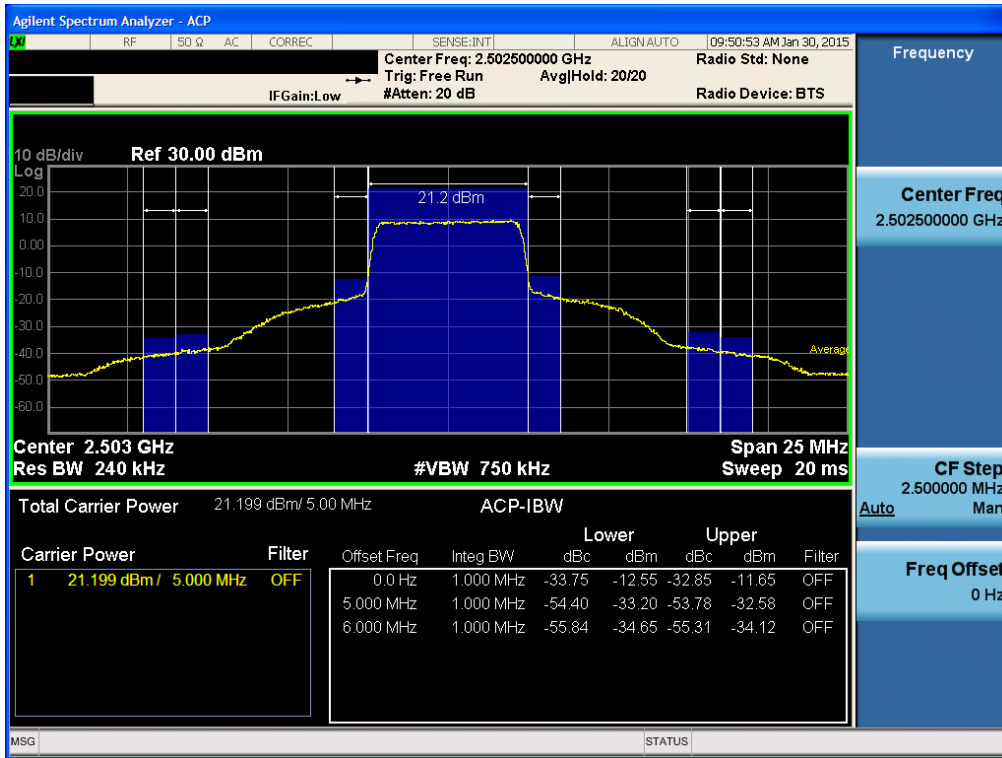 Agilent Spectrum Analyzer - ACP
LXI RF 50 Ω AC CORREC SENSE:INT ALIGN AUTO 09:50:53 AM Jan 30, 2015
Center Freq: 2.502500000 GHz Radio Std: None
Trig: Free Run Avg|Hold: 20/20
IFGain:Low #Atten: 20 dB Radio Device: BTS
10 dB/div Ref 30.00 dBm
Log
20.0
21.2 dBm
10.0
0.00
-10.0
-20.0
-30.0
-40.0
Average
-50.0
-60.0
Center 2.503 GHz Span 25 MHz
Res BW 240 kHz #VBW 750 kHz Sweep 20 ms
Total Carrier Power 21.199 dBm/ 5.00 MHz ACP-IBW
Lower Upper
Carrier Power Filter Offset Freq Integ BW dBc dBm dBc dBm Filter
1 21.199 dBm / 5.000 MHz OFF 0.0 Hz 1.000 MHz -33.75 -12.55 -32.85 -11.65 OFF
5.000 MHz 1.000 MHz -54.40 -33.20 -53.78 -32.58 OFF
6.000 MHz 1.000 MHz -55.84 -34.65 -55.31 -34.12 OFF
MSG STATUS
Frequency
Center Freq
2.502500000 GHz
CF Step
2.500000 MHz
Auto Man
Freq Offset
0 Hz